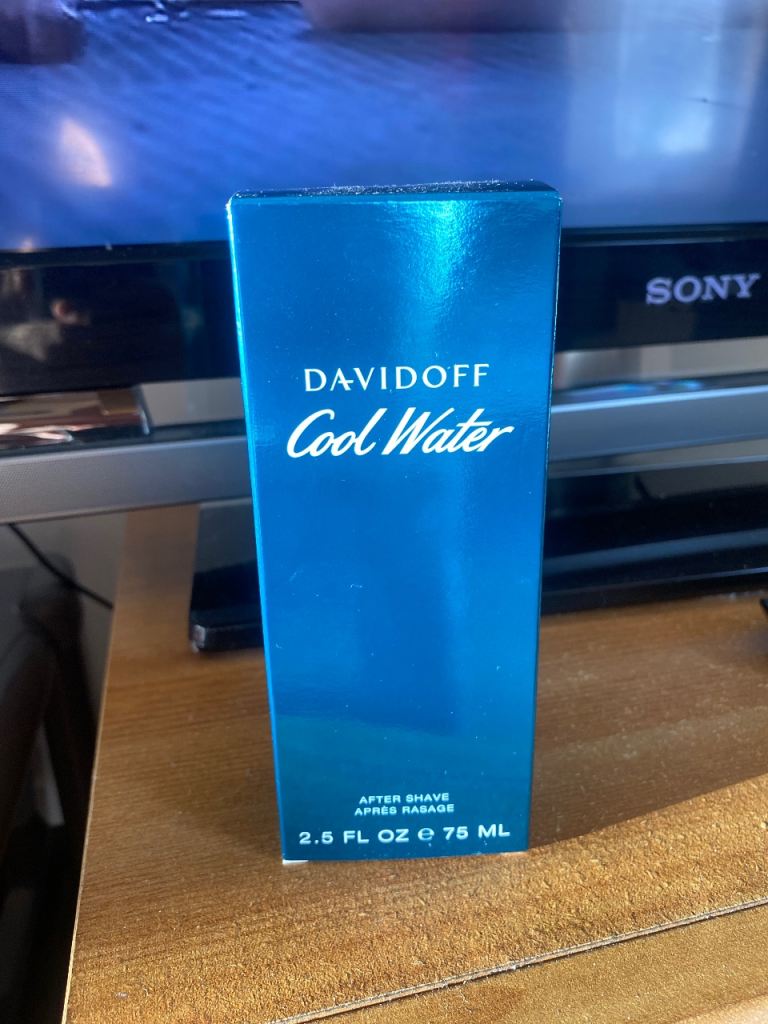 SONY
DAVIDOFF
Cool Water
AFTER SHAVE
APRÈS RASAGE
2.5 FL OZ ℮ 75 ML